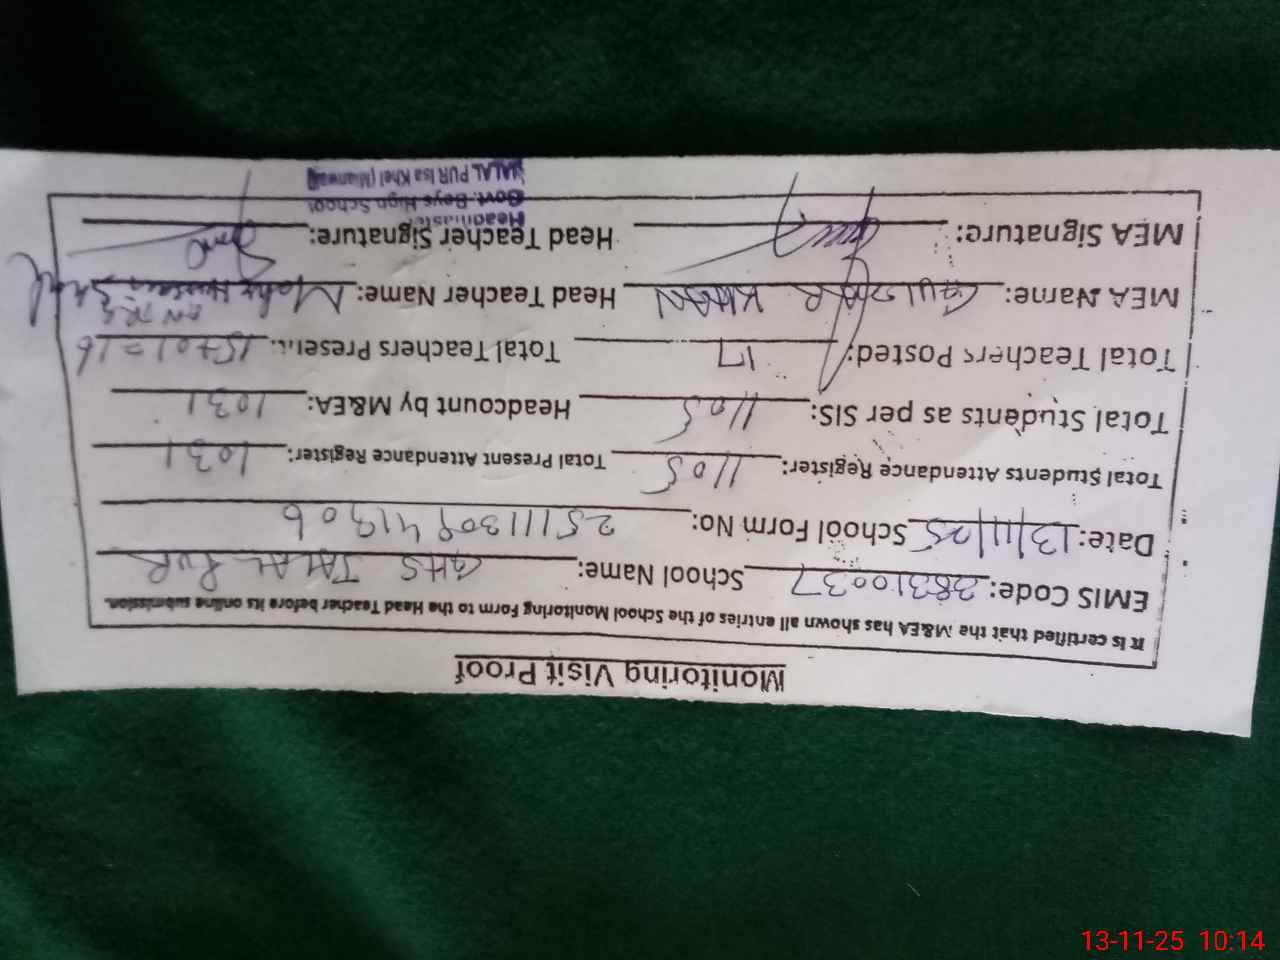 Monitoring Visit Proof
It is certified that the M&EA has shown all entries of the School Monitoring Form to the Head Teacher before its online submission.
EMIS Code: 38310037 School Name: GHS JALAL PUR
Date: 13/11/25 School Form No: 2511130941906
Total Students Attendance Register: 1105 Total Present Attendance Register: 1031
Total Students as per SIS: 1105 Headcount by M&EA: 1031
Total Teachers Posted: 17 Total Teachers Present: 15+01=16
MEA Name: GULZAR KHAN Head Teacher Name:
MEA Signature: Head Teacher Signature:
Headmaster
Govt. Boys High School
JALAL PUR Isa Khel (Mianwali)
13-11-25 10:14